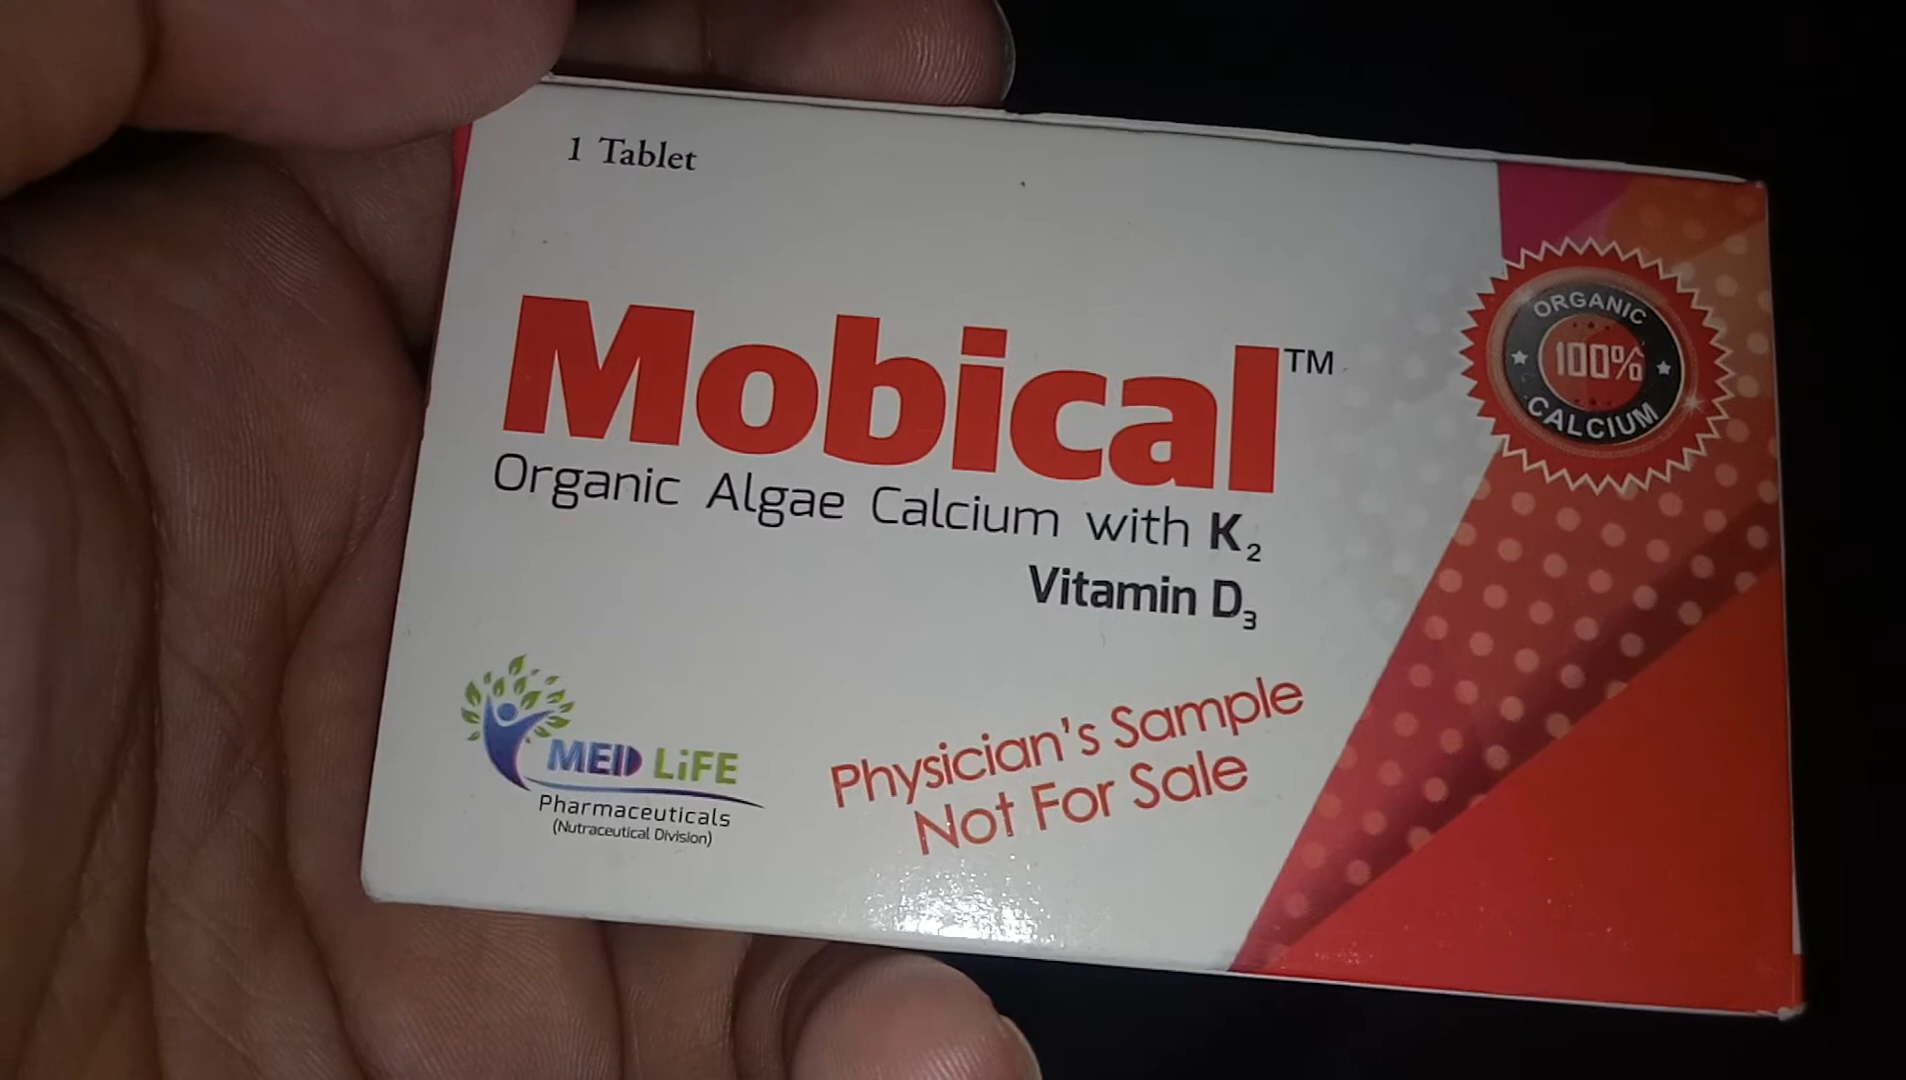 1 Tablet
Mobical™
Organic Algae Calcium with K₂
Vitamin D₃
ORGANIC
100%
CALCIUM
MED LiFE
Pharmaceuticals
(Nutraceutical Division)
Physician's Sample
Not For Sale